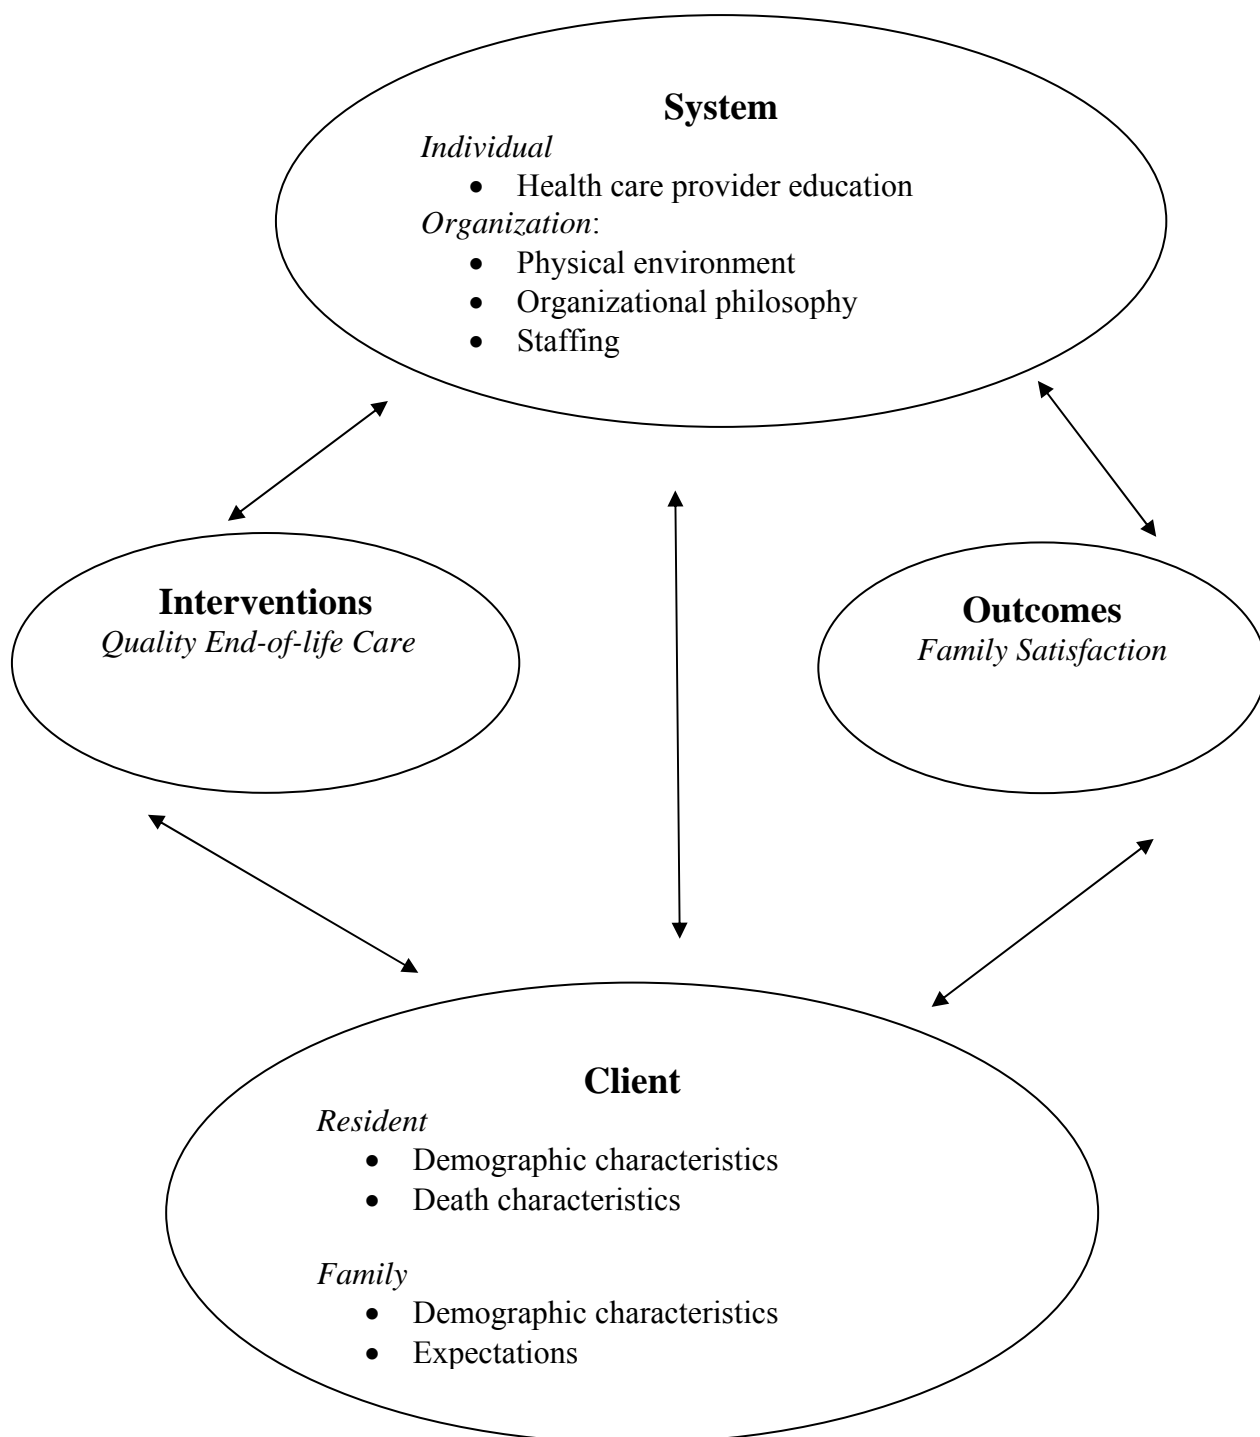 System
Individual
• Health care provider education
Organization:
• Physical environment
• Organizational philosophy
• Staffing
Interventions
Quality End-of-life Care
Outcomes
Family Satisfaction
Client
Resident
• Demographic characteristics
• Death characteristics
Family
• Demographic characteristics
• Expectations